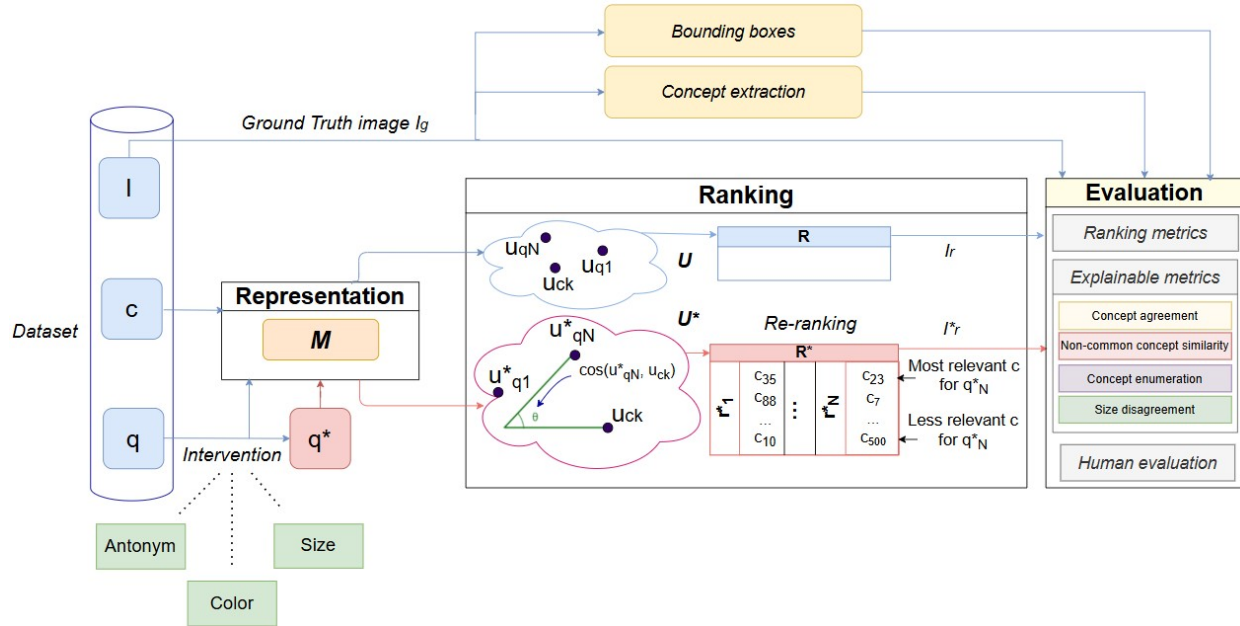 Bounding boxes
Concept extraction
Ground Truth image Ig
I
c
q
Dataset
Representation
M
q*
Intervention
Antonym
Color
Size
Ranking
uqN
uq1
uck
U
R
Ir
U*
Re-ranking
I*r
u*qN
u*q1
cos(u*qN, uck)
θ
uck
R*
r*1
C35
C88
...
C10
...
r*N
C23
C7
...
C500
Most relevant c
for q*N
Less relevant c
for q*N
Evaluation
Ranking metrics
Explainable metrics
Concept agreement
Non-common concept similarity
Concept enumeration
Size disagreement
Human evaluation